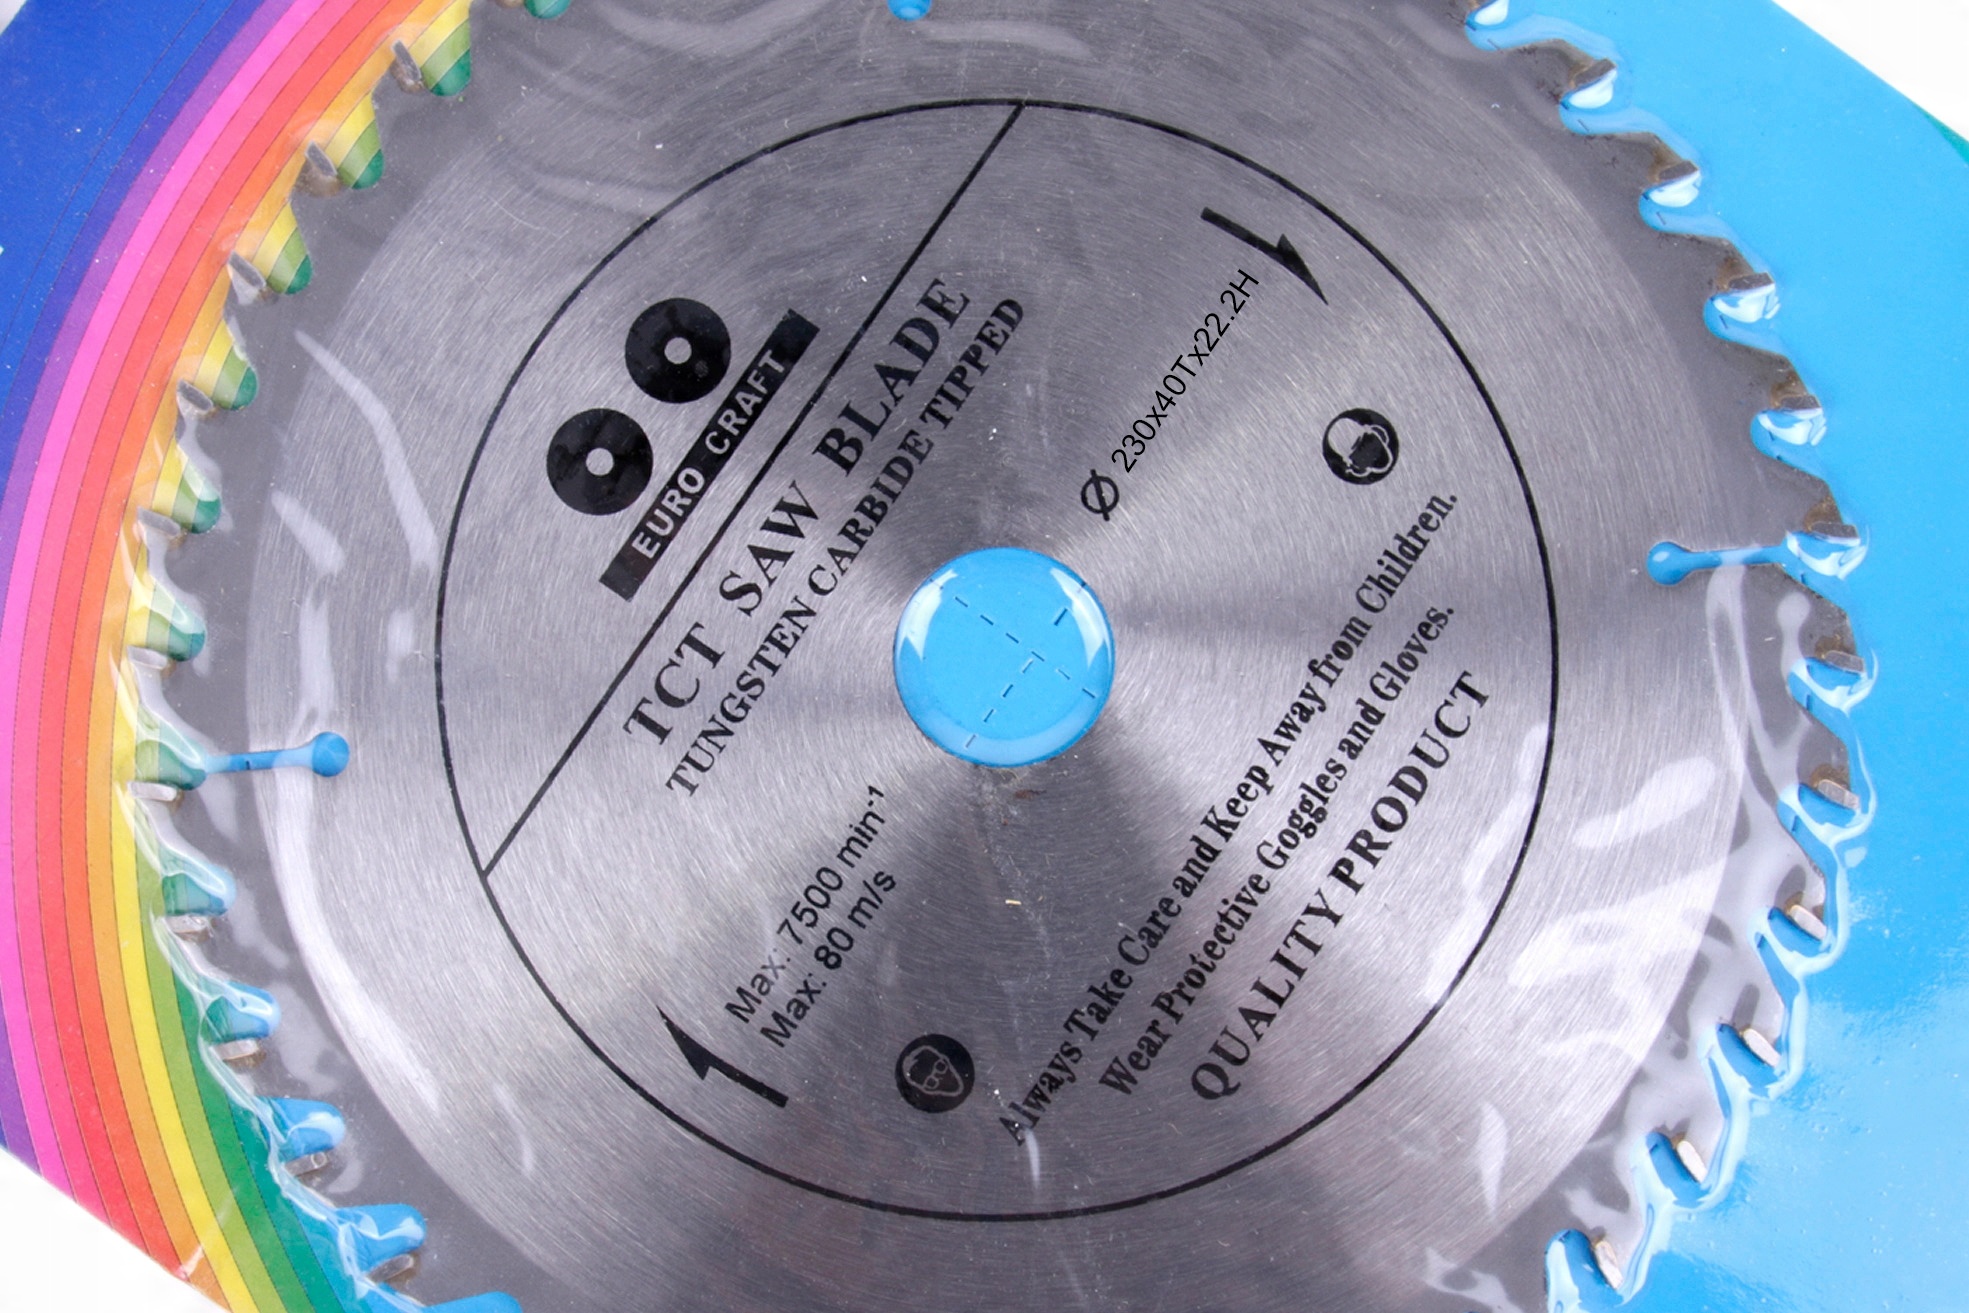 EURO CRAFT
TCT SAW BLADE
TUNGSTEN CARBIDE TIPPED
Ø 230x40Tx22.2H
Max: 7500 min⁻¹
Max: 80 m/s
Always Take Care and Keep Away from Children.
Wear Protective Goggles and Gloves.
QUALITY PRODUCT